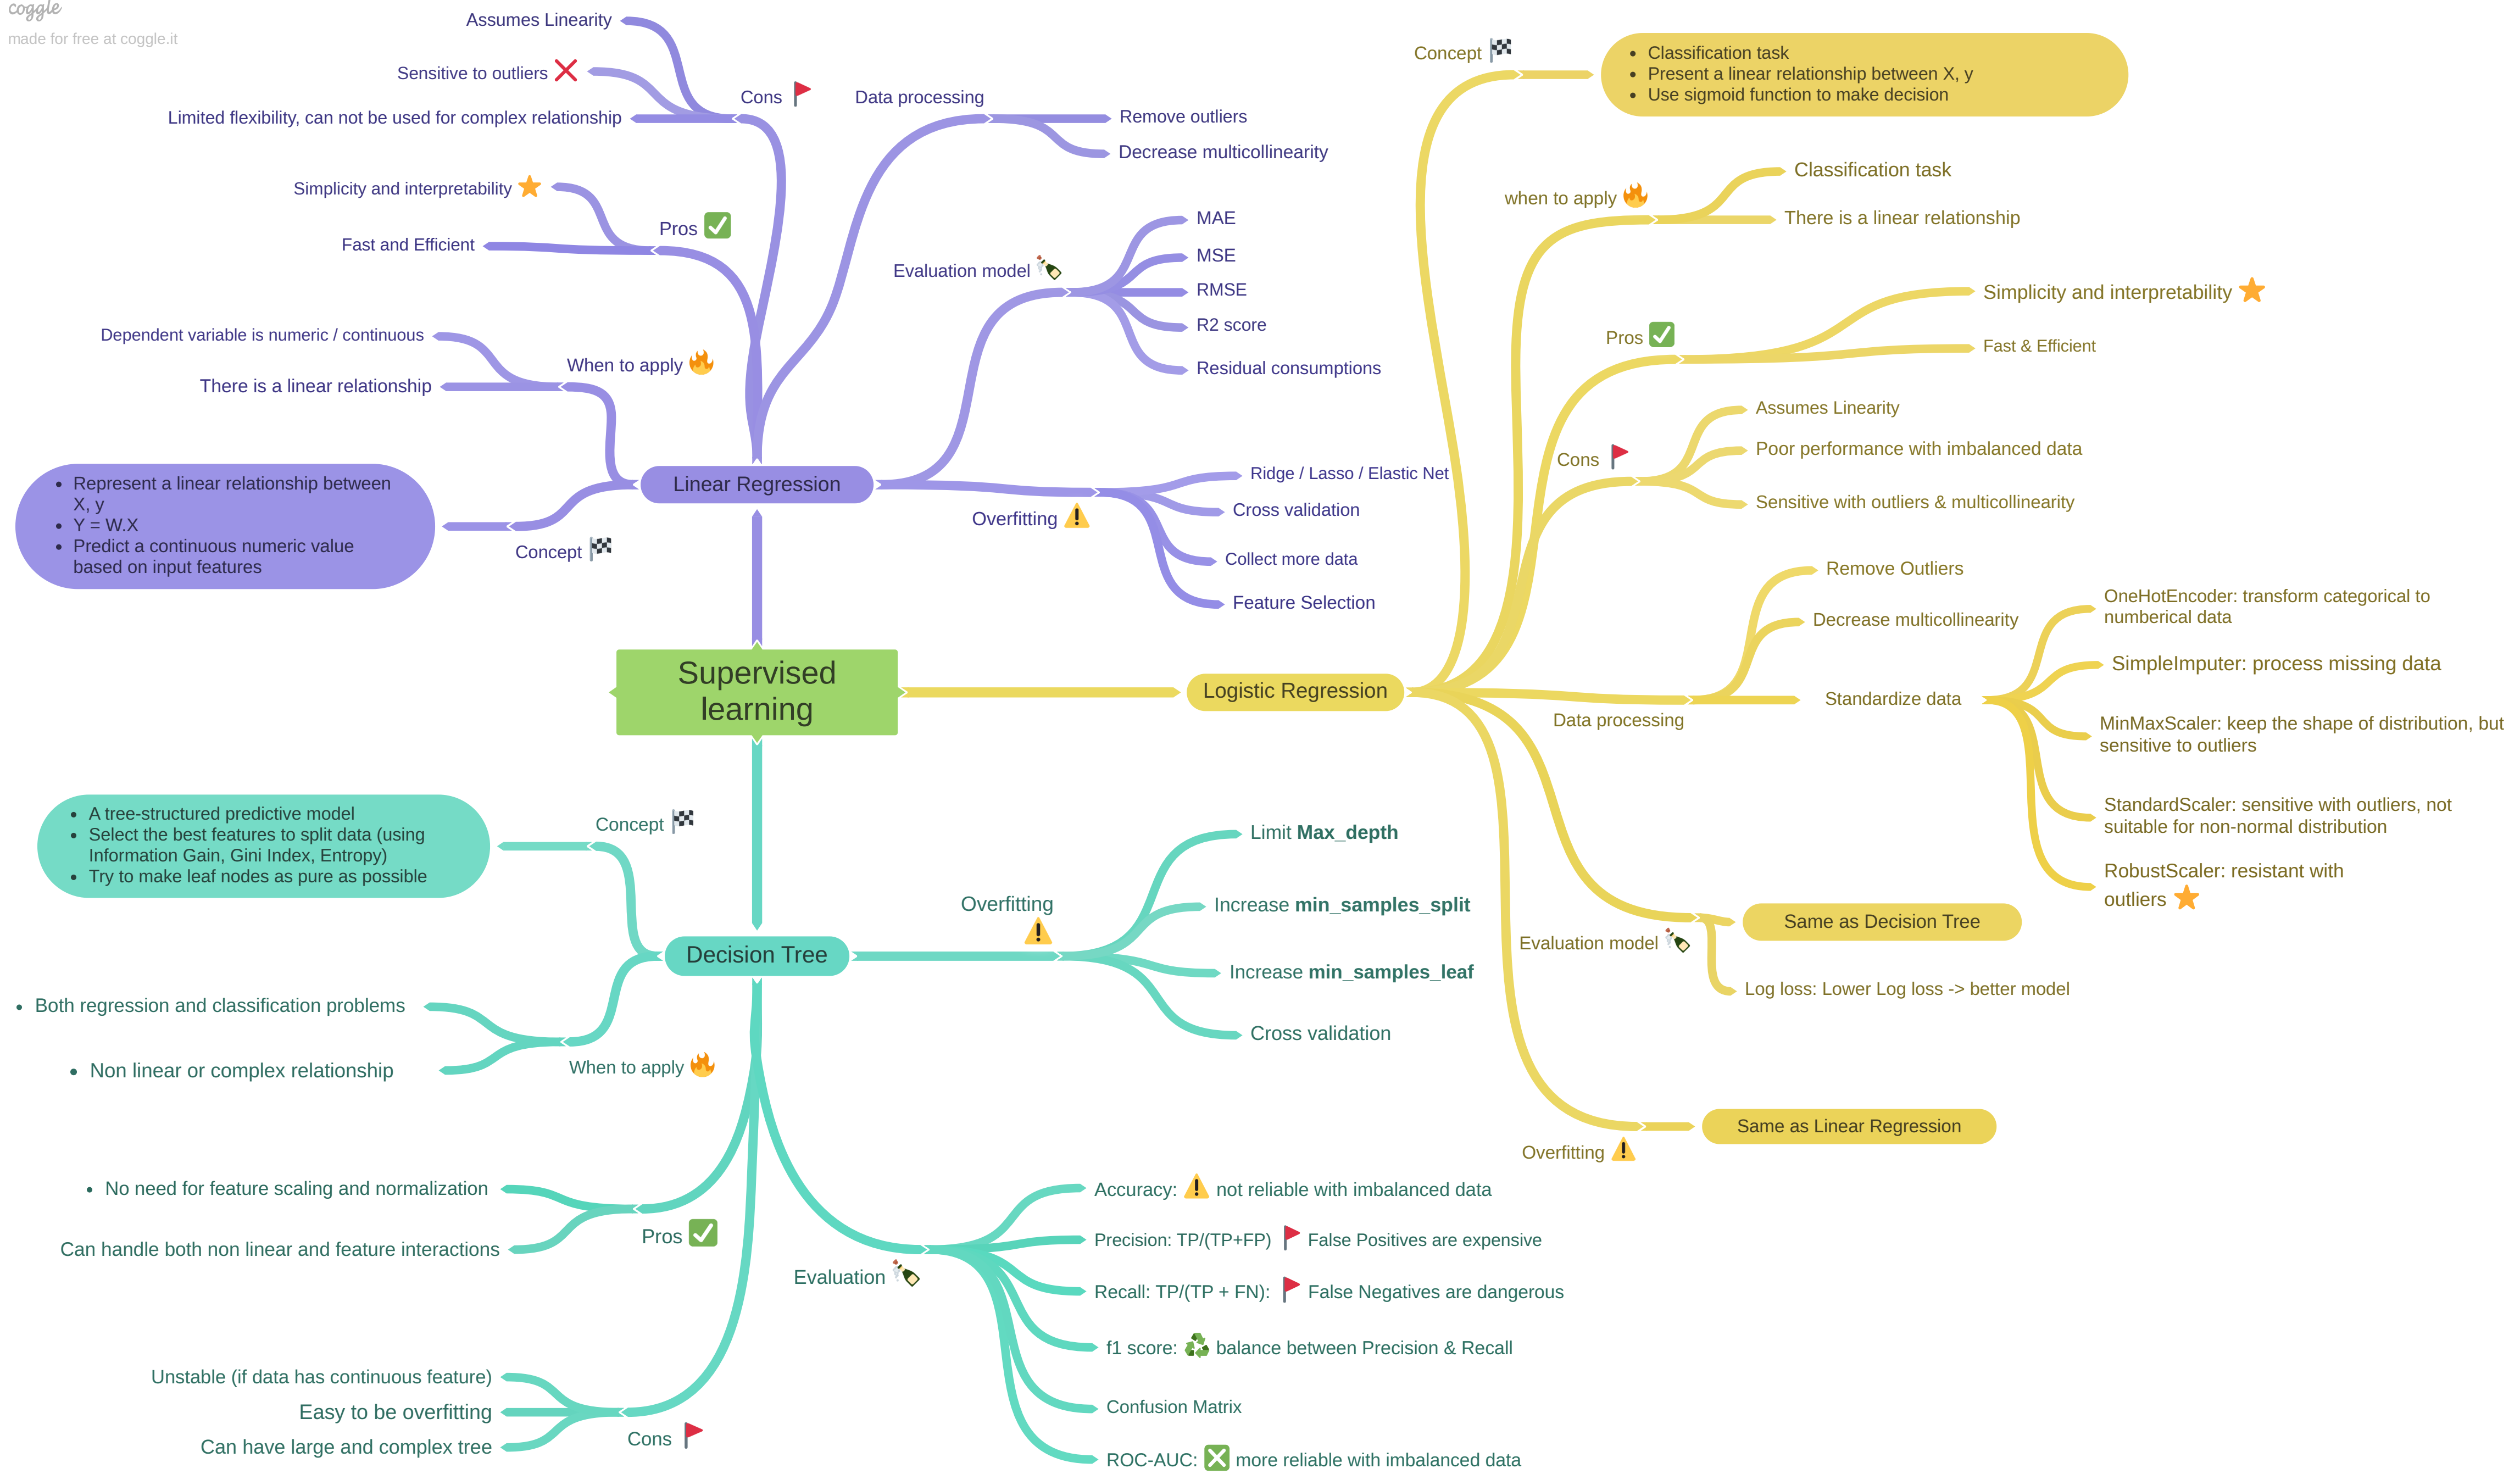 coggle
made for free at coggle.it
Supervised
learning
Linear Regression
Cons
Assumes Linearity
Sensitive to outliers
Limited flexibility, can not be used for complex relationship
Pros
Simplicity and interpretability
Fast and Efficient
When to apply
Dependent variable is numeric / continuous
There is a linear relationship
Concept
• Represent a linear relationship between
X, y
• Y = W.X
• Predict a continuous numeric value
based on input features
Data processing
Remove outliers
Decrease multicollinearity
Evaluation model
MAE
MSE
RMSE
R2 score
Residual consumptions
Overfitting
Ridge / Lasso / Elastic Net
Cross validation
Collect more data
Feature Selection
Logistic Regression
Concept
• Classification task
• Present a linear relationship between X, y
• Use sigmoid function to make decision
when to apply
Classification task
There is a linear relationship
Pros
Simplicity and interpretability
Fast & Efficient
Cons
Assumes Linearity
Poor performance with imbalanced data
Sensitive with outliers & multicollinearity
Data processing
Remove Outliers
Decrease multicollinearity
Standardize data
OneHotEncoder: transform categorical to
numberical data
SimpleImputer: process missing data
MinMaxScaler: keep the shape of distribution, but
sensitive to outliers
StandardScaler: sensitive with outliers, not
suitable for non-normal distribution
RobustScaler: resistant with
outliers
Evaluation model
Same as Decision Tree
Log loss: Lower Log loss -> better model
Overfitting
Same as Linear Regression
Decision Tree
Concept
• A tree-structured predictive model
• Select the best features to split data (using
Information Gain, Gini Index, Entropy)
• Try to make leaf nodes as pure as possible
When to apply
• Both regression and classification problems
• Non linear or complex relationship
Pros
• No need for feature scaling and normalization
Can handle both non linear and feature interactions
Cons
Unstable (if data has continuous feature)
Easy to be overfitting
Can have large and complex tree
Overfitting
Limit Max_depth
Increase min_samples_split
Increase min_samples_leaf
Cross validation
Evaluation
Accuracy: not reliable with imbalanced data
Precision: TP/(TP+FP) False Positives are expensive
Recall: TP/(TP + FN): False Negatives are dangerous
f1 score: balance between Precision & Recall
Confusion Matrix
ROC-AUC: more reliable with imbalanced data